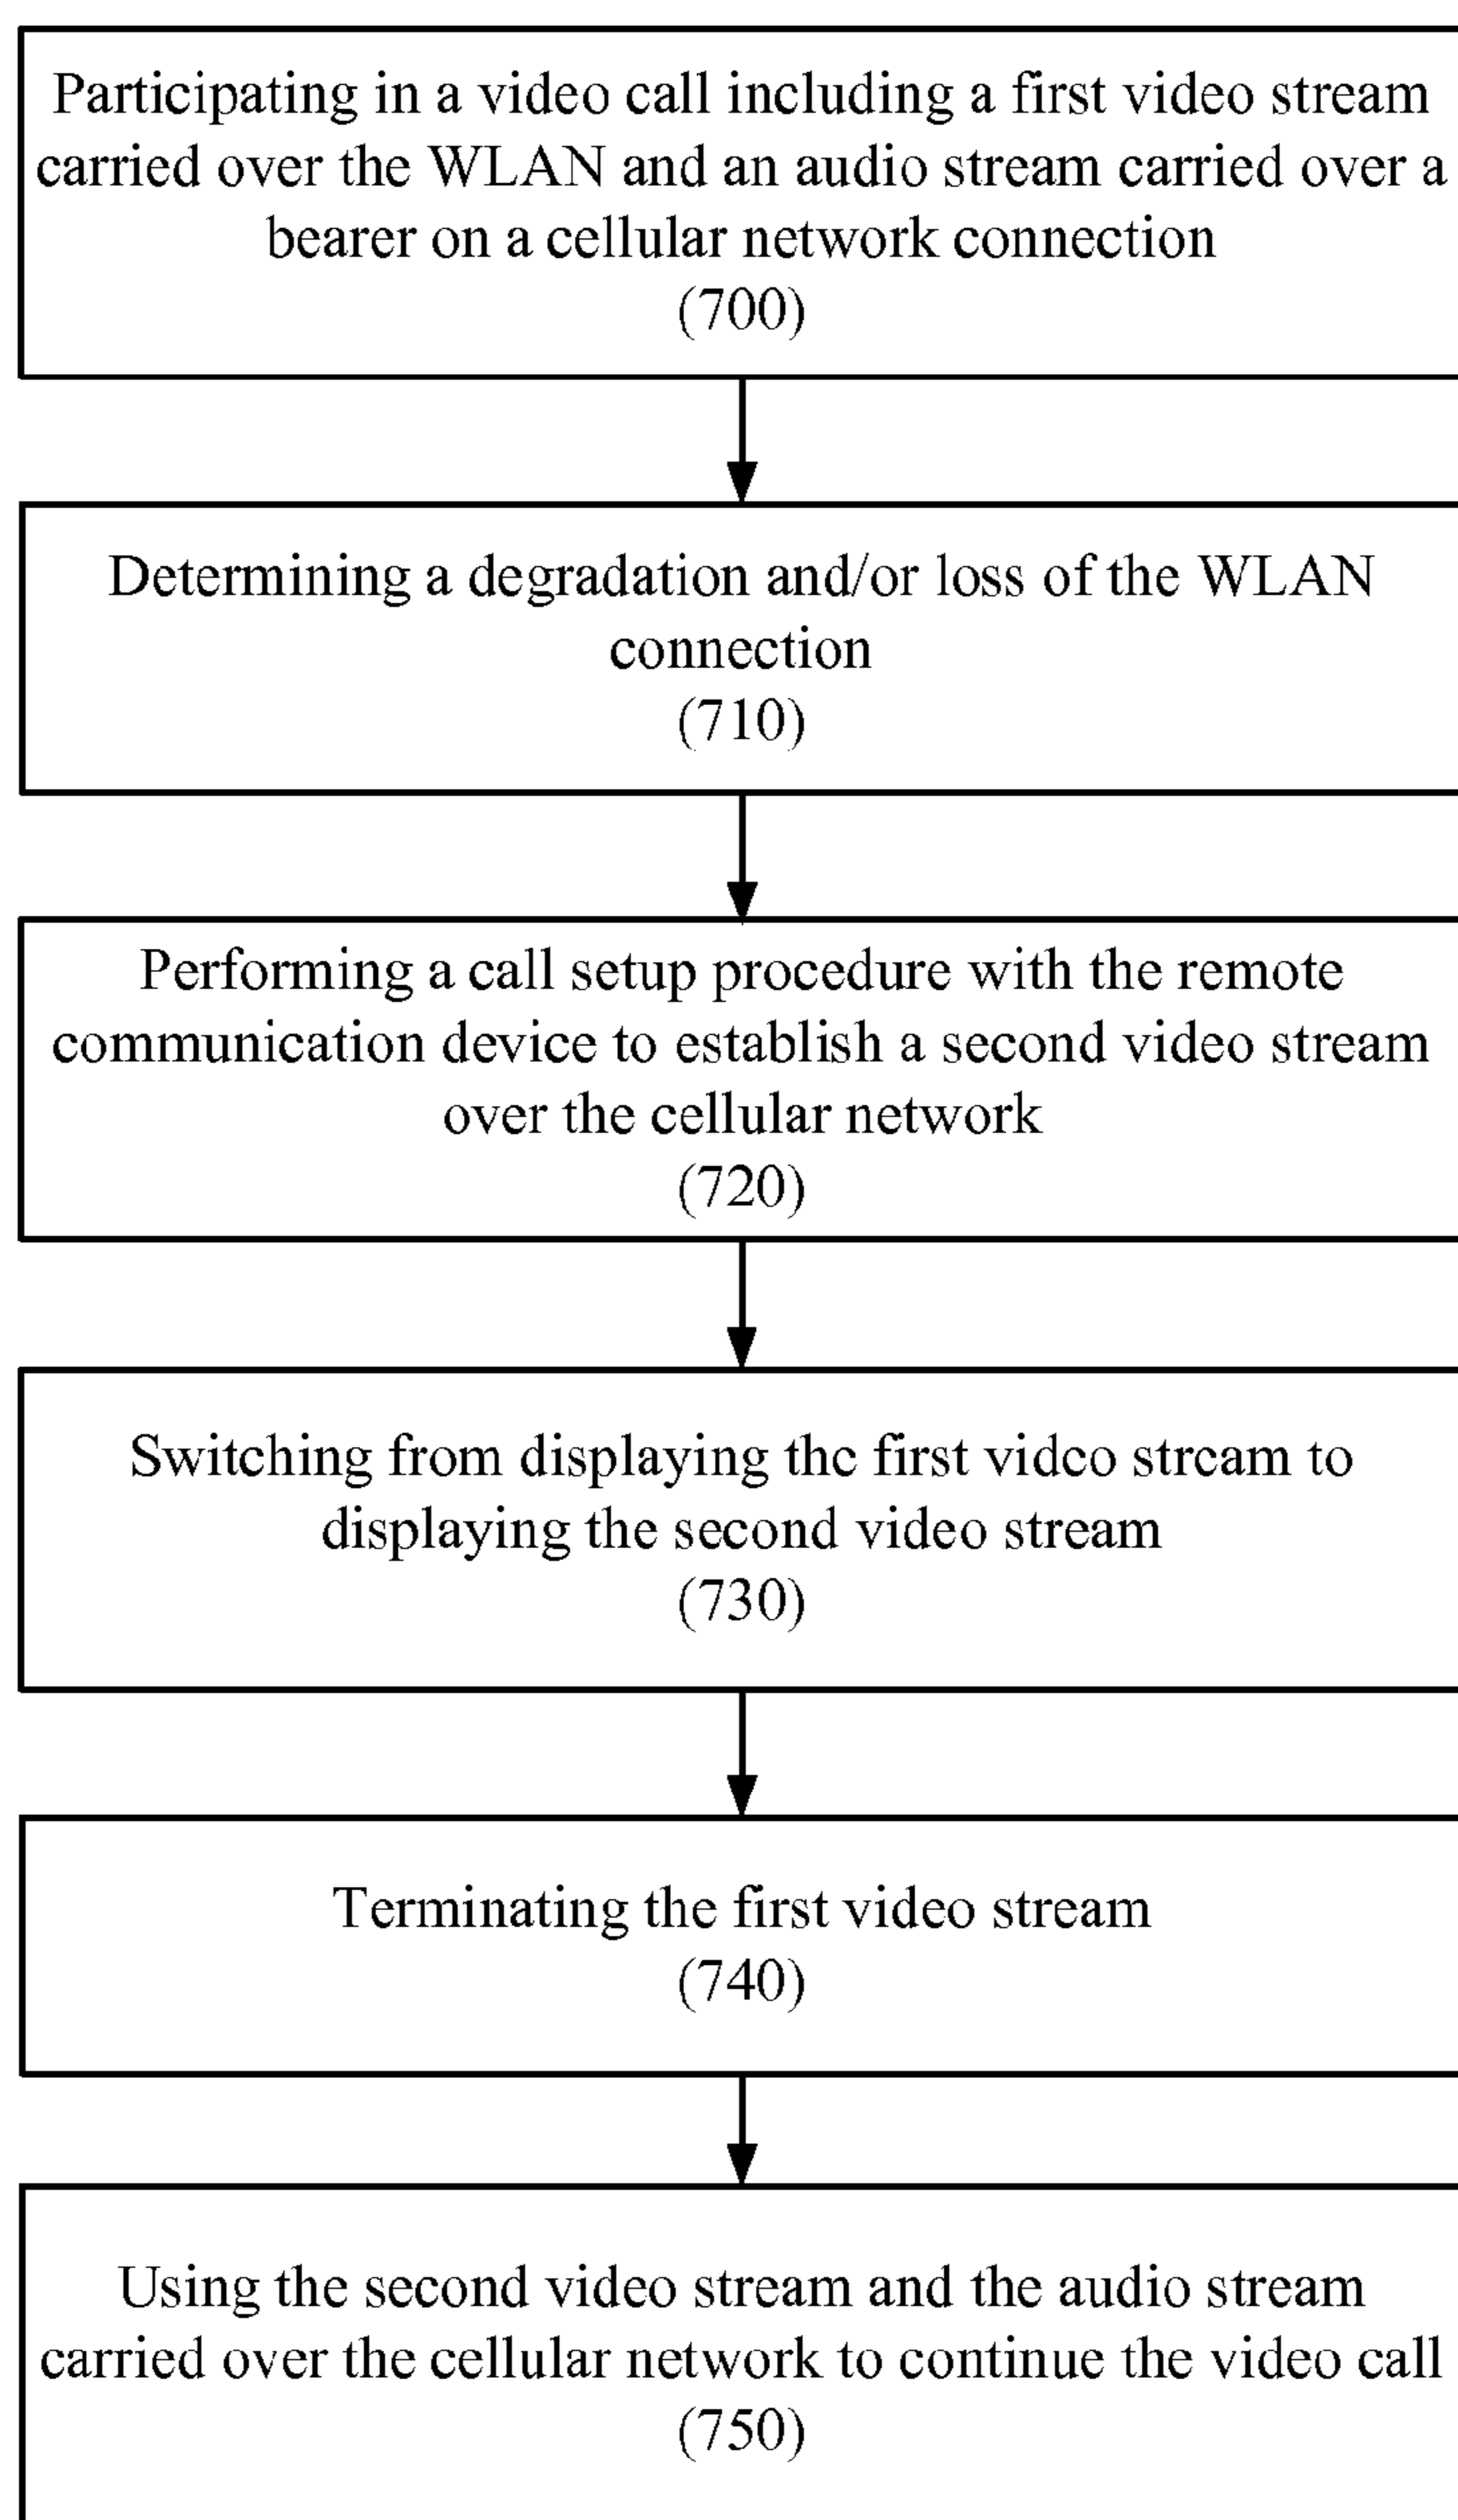 Participating in a video call including a first video stream
carried over the WLAN and an audio stream carried over a
bearer on a cellular network connection
(700)
Determining a degradation and/or loss of the WLAN
connection
(710)
Performing a call setup procedure with the remote
communication device to establish a second video stream
over the cellular network
(720)
Switching from displaying the first video stream to
displaying the second video stream
(730)
Terminating the first video stream
(740)
Using the second video stream and the audio stream
carried over the cellular network to continue the video call
(750)